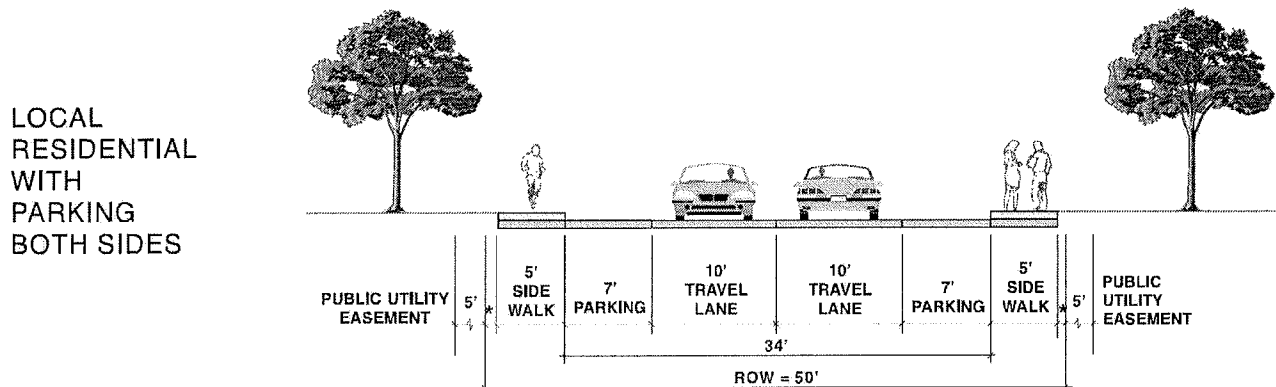 LOCAL
RESIDENTIAL
WITH
PARKING
BOTH SIDES
PUBLIC UTILITY
EASEMENT
5'
*
5'
SIDE
WALK
7'
PARKING
10'
TRAVEL
LANE
10'
TRAVEL
LANE
7'
PARKING
5'
SIDE
WALK
*
5'
PUBLIC
UTILITY
EASEMENT
34'
ROW = 50'